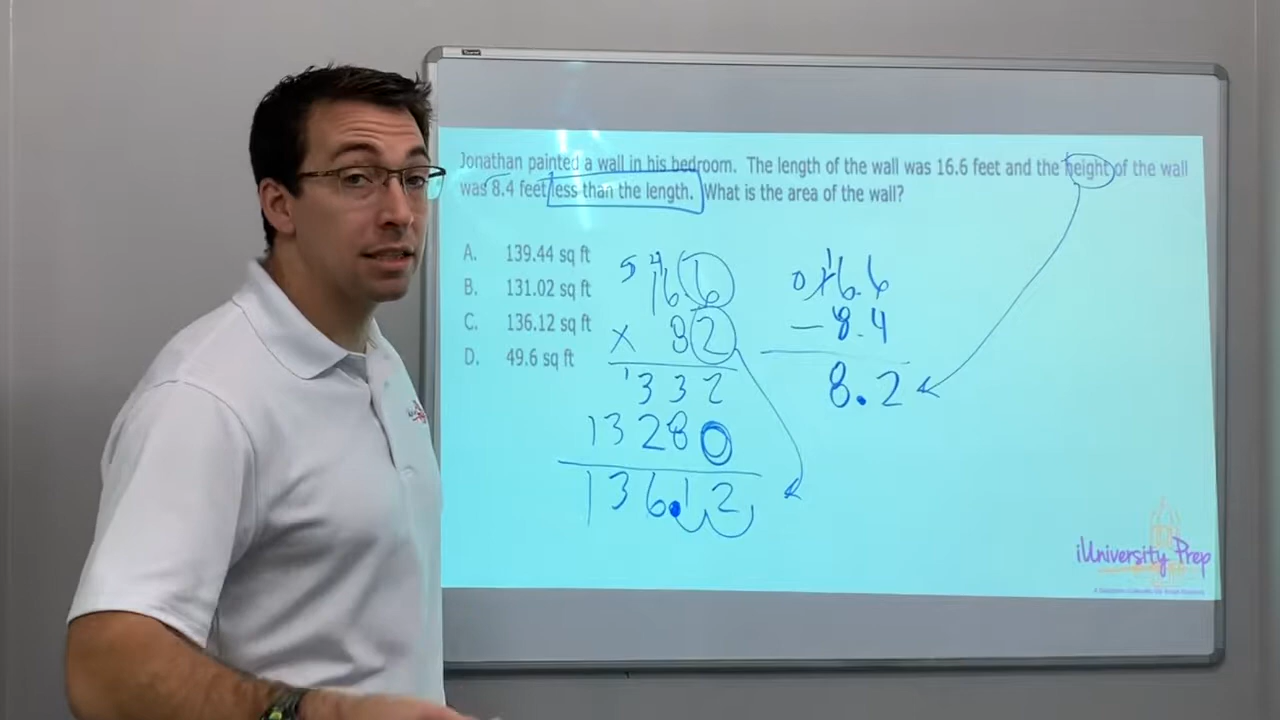 Jonathan painted a wall in his bedroom. The length of the wall was 16.6 feet and the height of the wall
was 8.4 feet less than the length. What is the area of the wall?
A. 139.44 sq ft
B. 131.02 sq ft
C. 136.12 sq ft
D. 49.6 sq ft
5 4
16 6
x 82
1
332
13280
136.12
0 1
16.6
- 8.4
8.2
iUniversity Prep